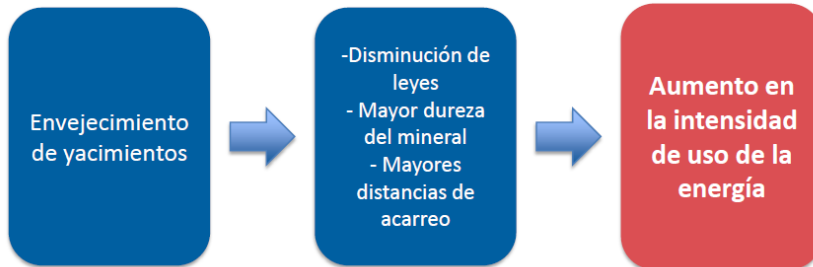 Envejecimiento
de yacimientos
-Disminución de
leyes
- Mayor dureza
del mineral
- Mayores
distancias de
acarreo
Aumento en
la intensidad
de uso de la
energía